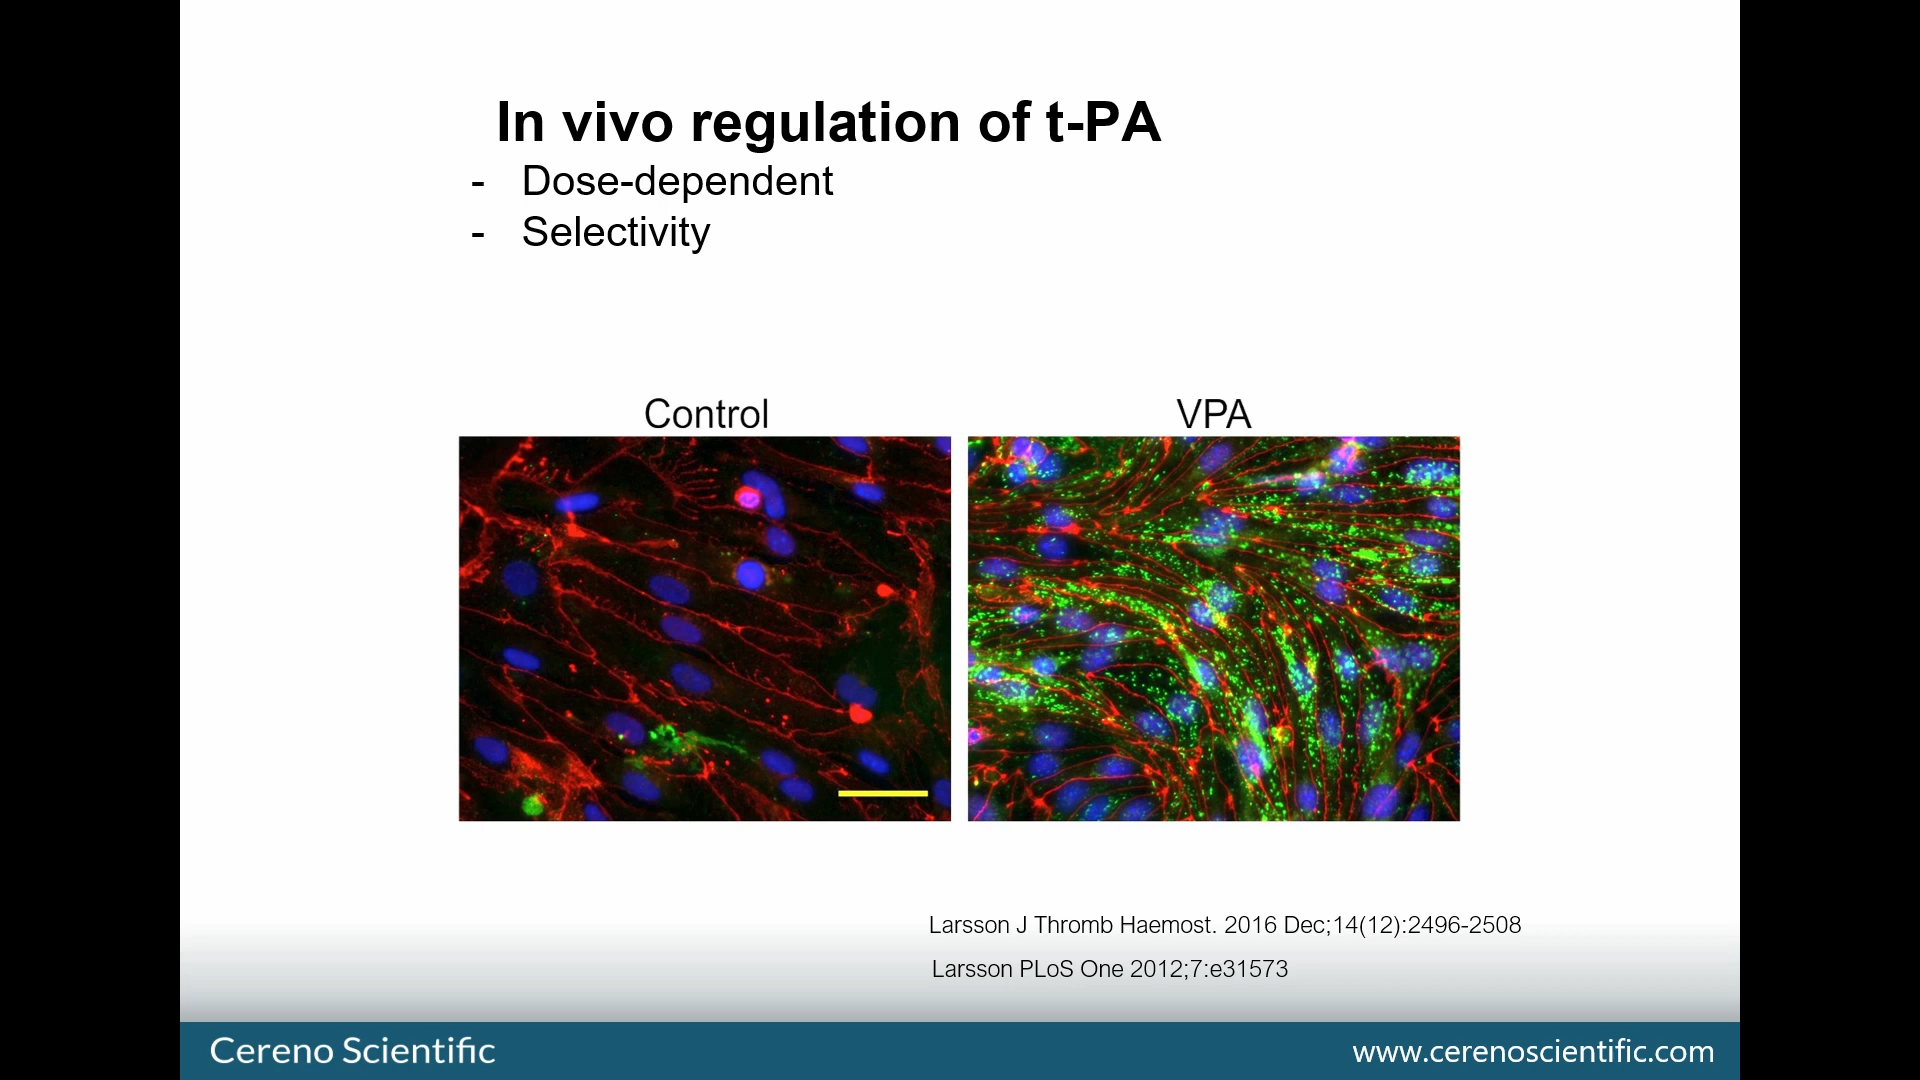 In vivo regulation of t-PA
- Dose-dependent
- Selectivity
Control
VPA
Larsson J Thromb Haemost. 2016 Dec;14(12):2496-2508
Larsson PLoS One 2012;7:e31573
Cereno Scientific
www.cerenoscientific.com